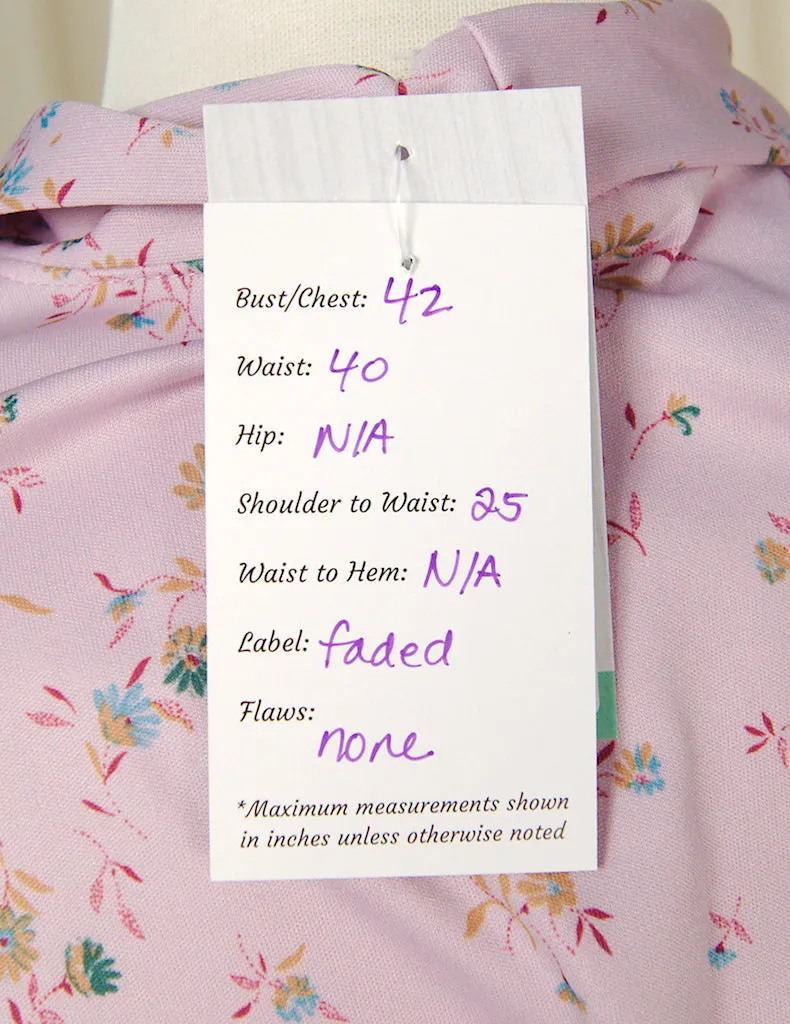 Bust/Chest: 42
Waist: 40
Hip: N/A
Shoulder to Waist: 25
Waist to Hem: N/A
Label: faded
Flaws:
none
*Maximum measurements shown
in inches unless otherwise noted